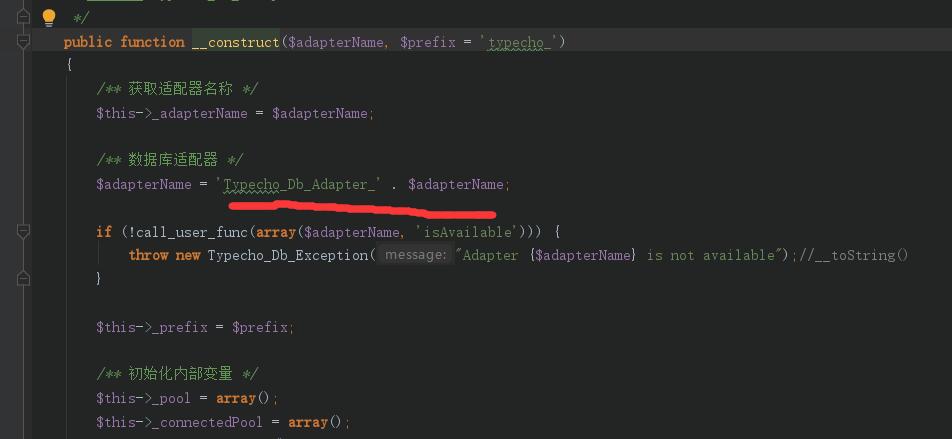 */
public function __construct($adapterName, $prefix = 'typecho_')
{
/** 获取适配器名称 */
$this->_adapterName = $adapterName;
/** 数据库适配器 */
$adapterName = 'Typecho_Db_Adapter_' . $adapterName;
if (!call_user_func(array($adapterName, 'isAvailable'))) {
throw new Typecho_Db_Exception( message: "Adapter {$adapterName} is not available");//__toString()
}
$this->_prefix = $prefix;
/** 初始化内部变量 */
$this->_pool = array();
$this->_connectedPool = array();